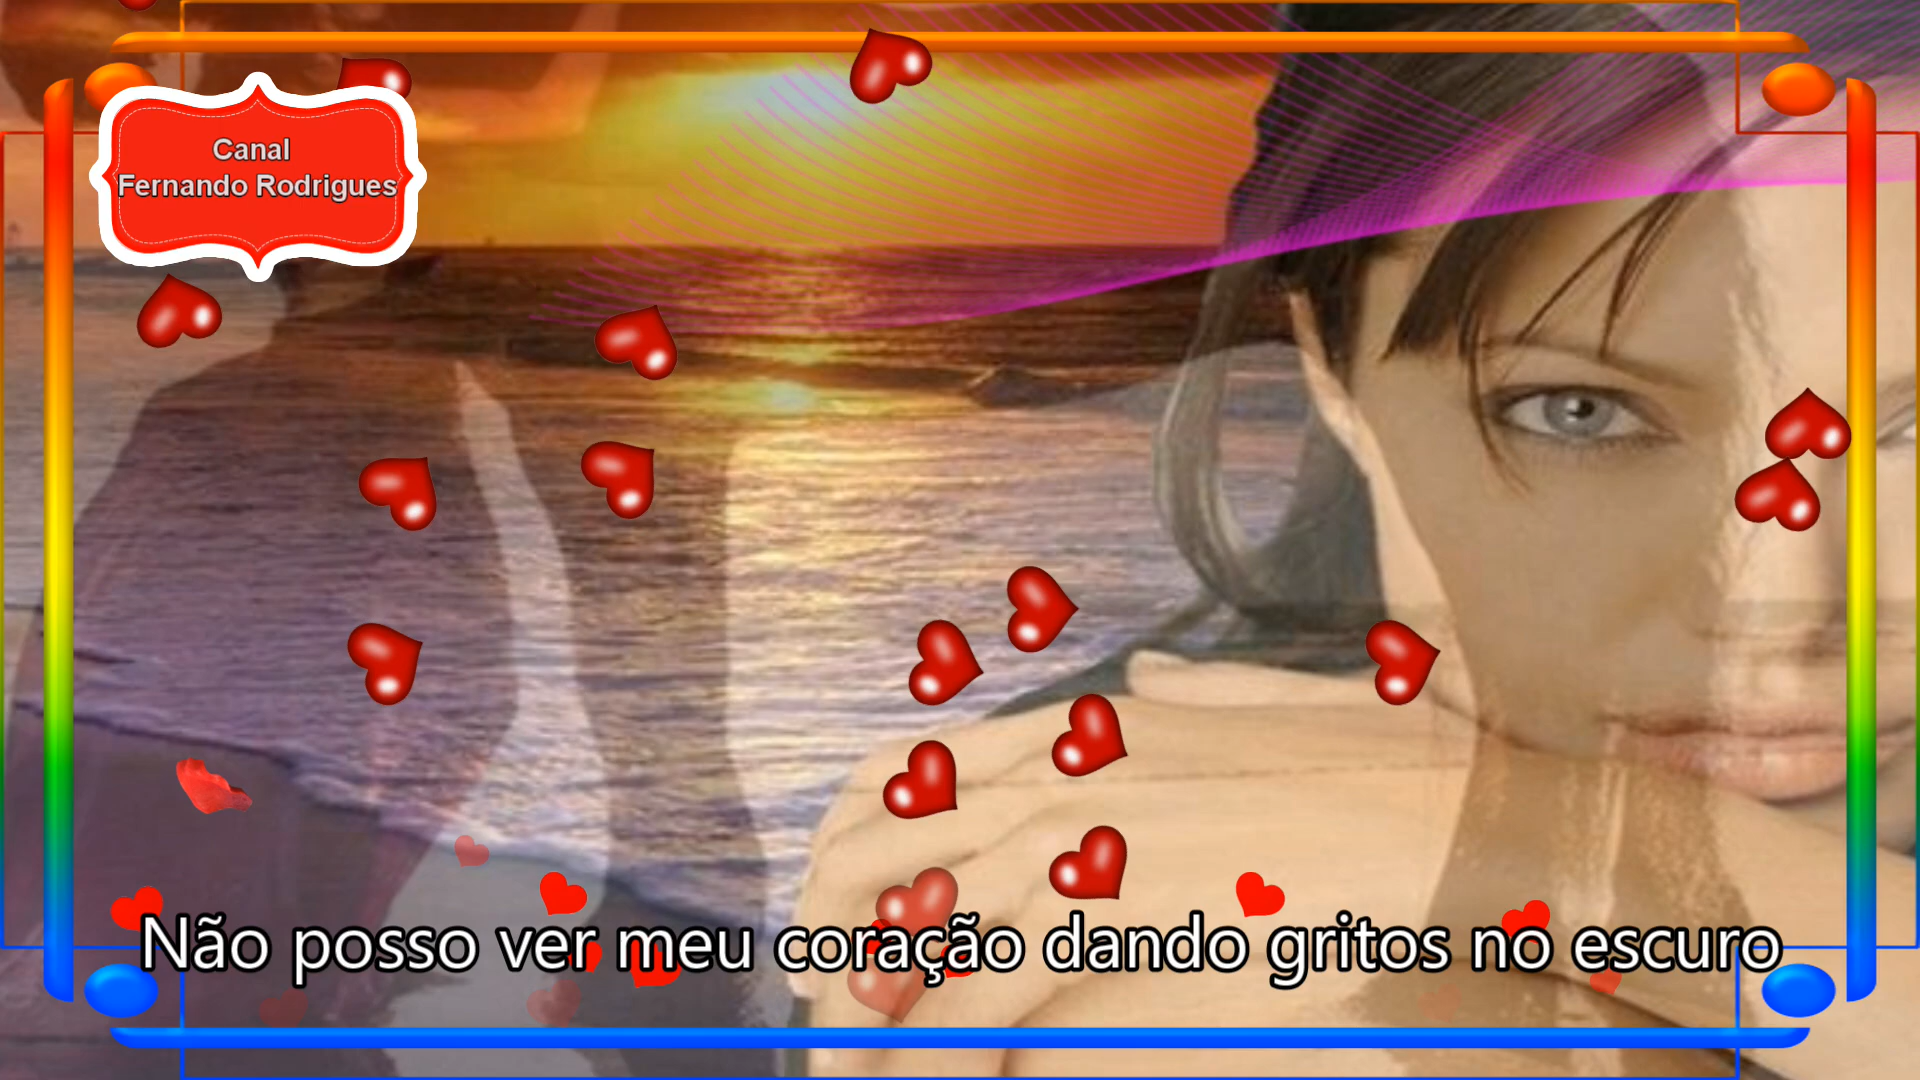 Canal
Fernando Rodrigues
Não posso ver meu coração dando gritos no escuro